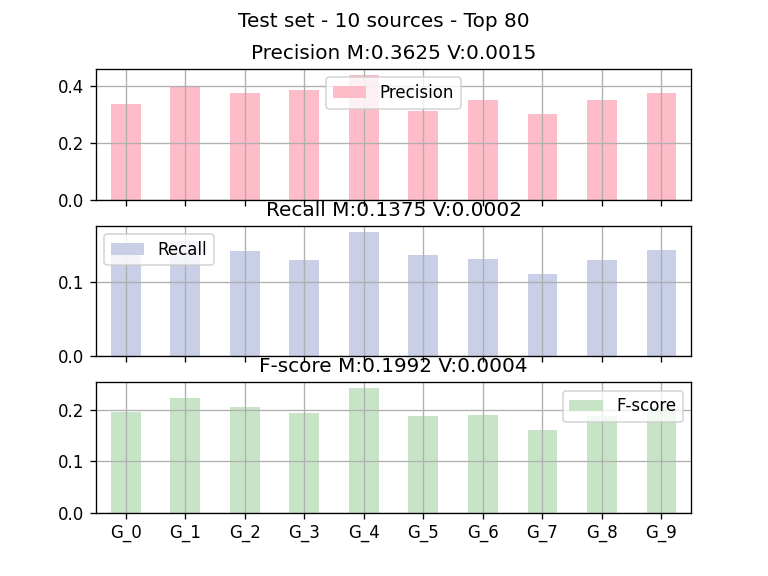 Test set - 10 sources - Top 80
Precision M:0.3625 V:0.0015
0.4
0.2
0.0
Precision
Recall M:0.1375 V:0.0002
0.1
0.0
Recall
F-score M:0.1992 V:0.0004
0.2
0.1
0.0
F-score
G_0 G_1 G_2 G_3 G_4 G_5 G_6 G_7 G_8 G_9